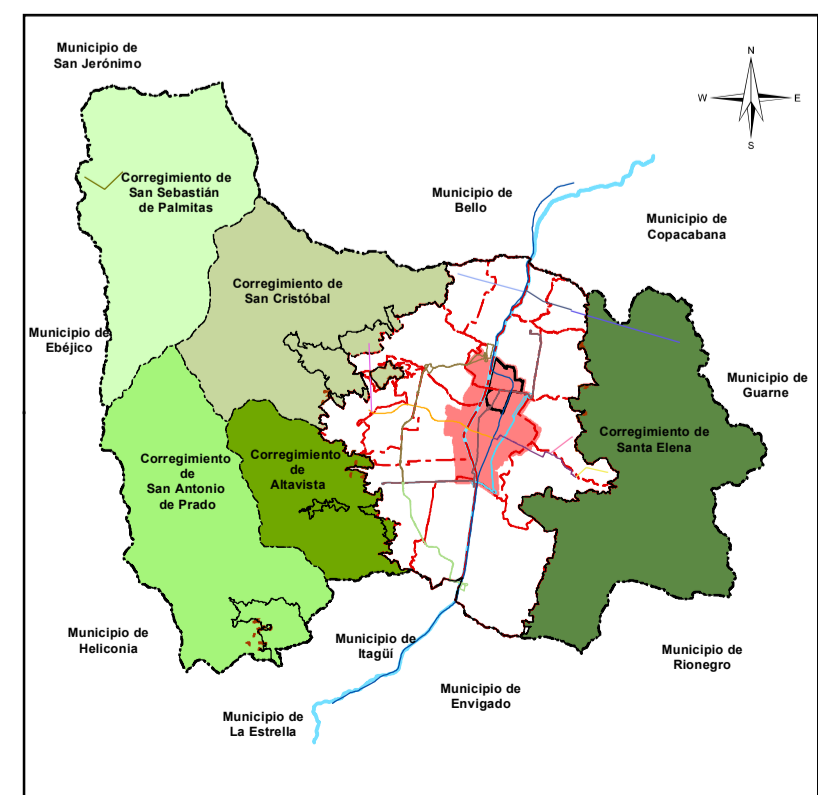 Municipio de
San Jerónimo
N
W
E
S
Corregimiento de
San Sebastián
de Palmitas
Municipio de
Bello
Municipio de
Copacabana
Corregimiento de
San Cristóbal
Municipio de
Ebéjico
Municipio de
Guarne
Corregimiento de
Santa Elena
Corregimiento
de
San Antonio
de Prado
Corregimiento
de
Altavista
Municipio de
Heliconia
Municipio de
Itagüí
Municipio de
Rionegro
Municipio de
Envigado
Municipio de
La Estrella